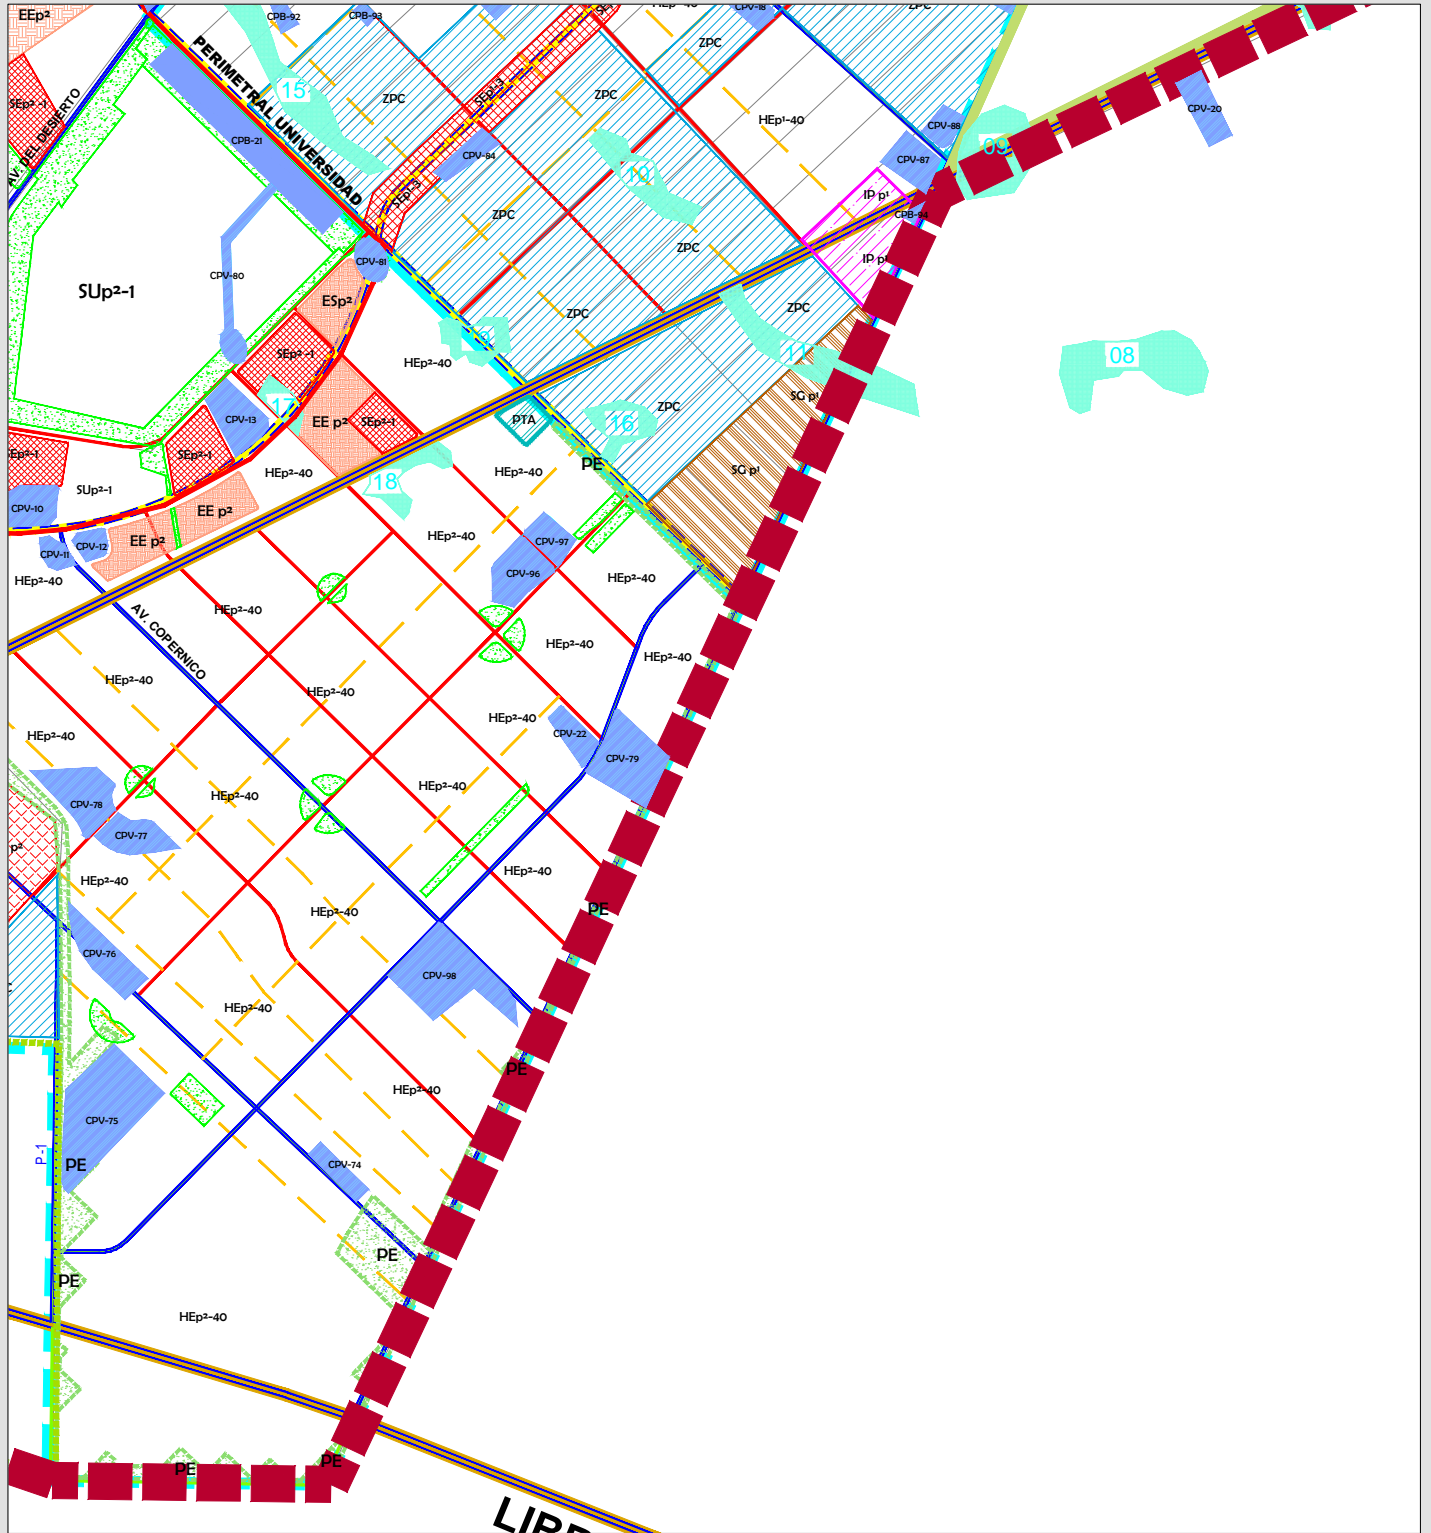 EEp²
CPB-92
CPB-93
HEp¹-40
CPV-18
ZPC
ZPC
PERIMETRAL UNIVERSIDAD
15
SEp¹-3
ZPC
ZPC
SEp²-1
AV. DEL DESIERTO
CPB-21
CPV-84
HEp¹-40
CPV-88
CPV-20
09
CPV-87
10
SEp¹-3
IP p¹
ZPC
CPB-94
ZPC
CPV-80
CPV-81
IP p¹
SUp²-1
ESp²
ZPC
ZPC
HEp²-40
SEp²-1
11
08
17
SG p¹
ZPC
CPV-13
EE p²
SEp²-1
PTA
16
SEp²-1
PE
HEp²-40
HEp²-40
SG p¹
18
SUp²-1
CPV-10
EE p²
HEp²-40
CPV-97
EE p²
CPV-11
CPV-12
CPV-96
HEp²-40
HEp²-40
HEp²-40
AV. COPERNICO
HEp²-40
HEp²-40
HEp²-40
HEp²-40
HEp²-40
CPV-22
HEp²-40
CPV-79
HEp²-40
HEp²-40
CPV-78
CPV-77
p²
HEp²-40
HEp²-40
HEp²-40
PE
CPV-76
CPV-98
HEp²-40
PE
HEp²-40
CPV-75
P.-1
PE
CPV-74
PE
PE
HEp²-40
PE
PE